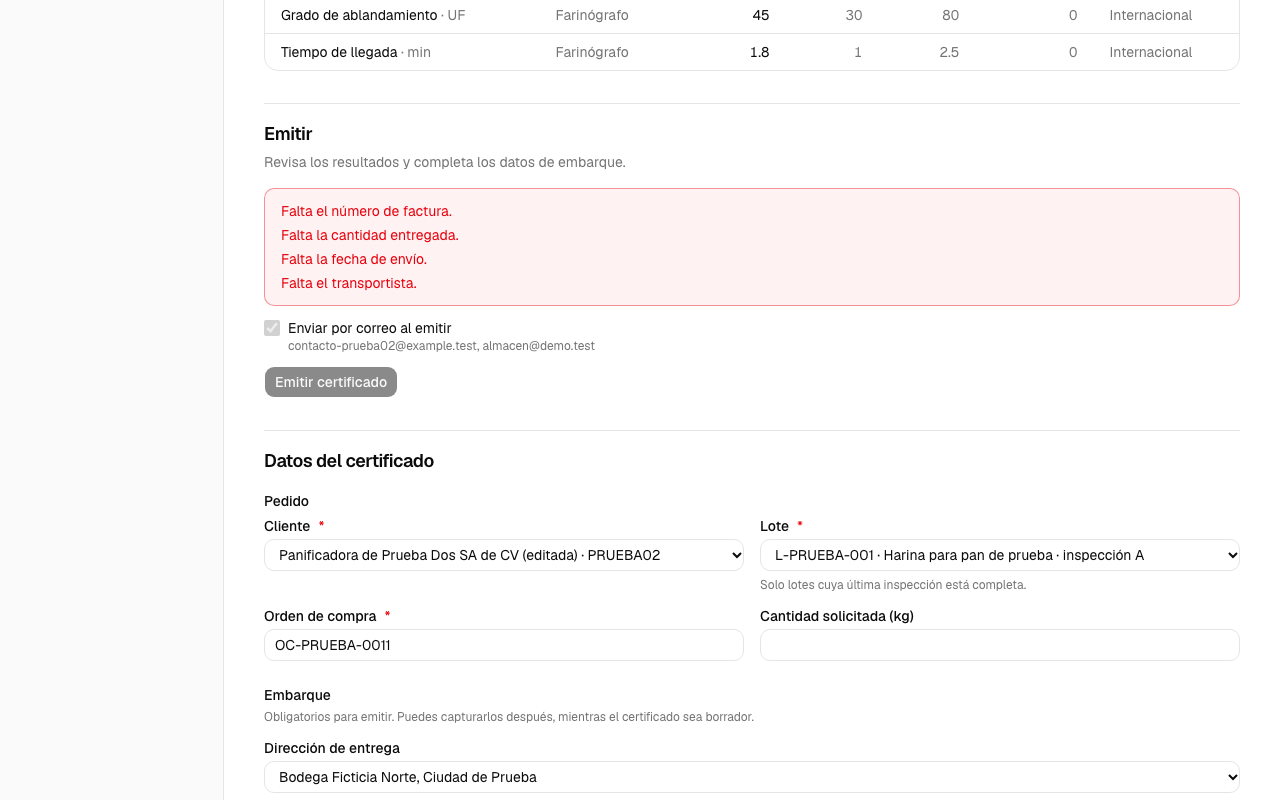 Grado de ablandamiento · UF Farinógrafo 45 30 80 0 Internacional
Tiempo de llegada · min Farinógrafo 1.8 1 2.5 0 Internacional
Emitir
Revisa los resultados y completa los datos de embarque.
Falta el número de factura.
Falta la cantidad entregada.
Falta la fecha de envío.
Falta el transportista.
Enviar por correo al emitir
contacto-prueba02@example.test, almacen@demo.test
Emitir certificado
Datos del certificado
Pedido
Cliente * Lote *
Panificadora de Prueba Dos SA de CV (editada) · PRUEBA02 L-PRUEBA-001 · Harina para pan de prueba · inspección A
Solo lotes cuya última inspección está completa.
Orden de compra * Cantidad solicitada (kg)
OC-PRUEBA-0011
Embarque
Obligatorios para emitir. Puedes capturarlos después, mientras el certificado sea borrador.
Dirección de entrega
Bodega Ficticia Norte, Ciudad de Prueba